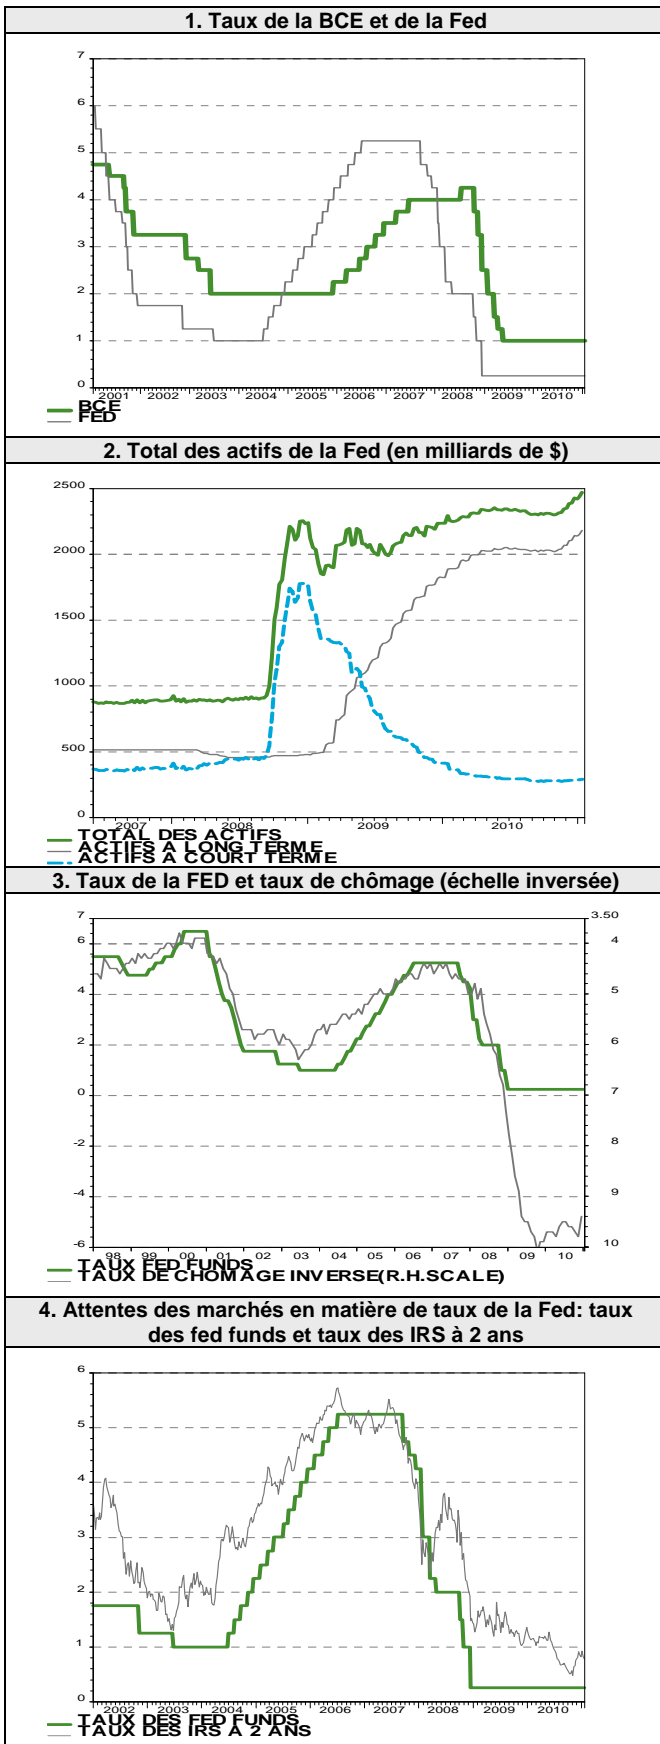 1. Taux de la BCE et de la Fed
7
6
5
4
3
2
1
0
2001 2002 2003 2004 2005 2006 2007 2008 2009 2010
BCE
FED
2. Total des actifs de la Fed (en milliards de $)
2500
2000
1500
1000
500
0
2007 2008 2009 2010
TOTAL DES ACTIFS
ACTIFS A LONG TERME
ACTIFS A COURT TERME
3. Taux de la FED et taux de chômage (échelle inversée)
7 3.50
6 4
4 5
2 6
0 7
-2 8
-4 9
-6 10
98 99 00 01 02 03 04 05 06 07 08 09 10
TAUX FED FUNDS
TAUX DE CHOMAGE INVERSE(R.H.SCALE)
4. Attentes des marchés en matière de taux de la Fed: taux
des fed funds et taux des IRS à 2 ans
6
5
4
3
2
1
0
2002 2003 2004 2005 2006 2007 2008 2009 2010
TAUX DES FED FUNDS
TAUX DES IRS A 2 ANS